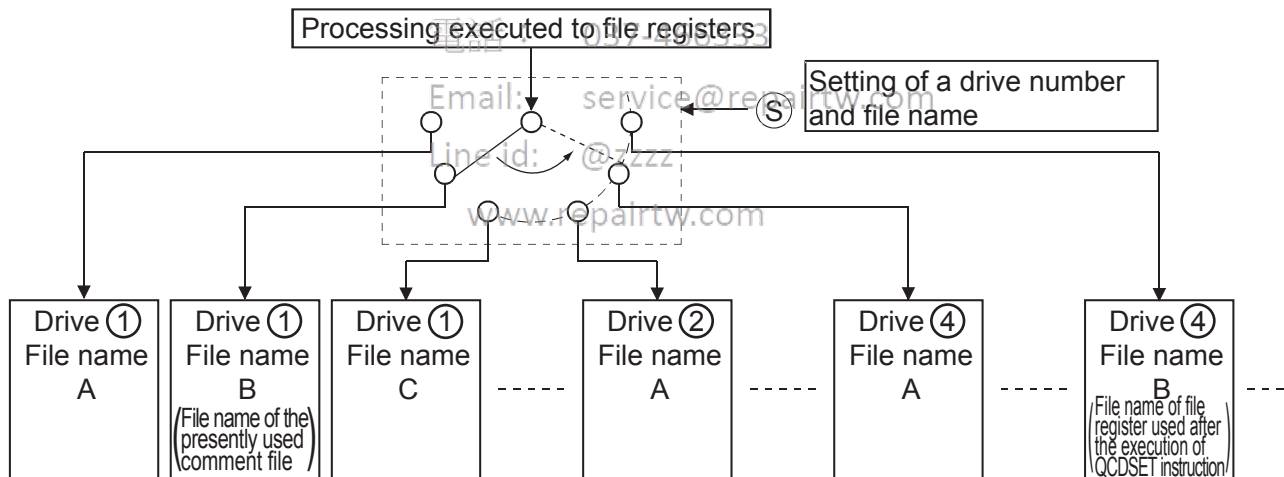 Processing executed to file registers
電話： 037-466333
Email: service@repairtw.com
Setting of a drive number
and file name
S
Line id: @zzzz
www.repairtw.com
Drive ①
File name
A
Drive ①
File name
B
(File name of the
presently used
comment file)
Drive ①
File name
C
Drive ②
File name
A
Drive ④
File name
A
Drive ④
File name
B
(File name of file
register used after
the execution of
QCDSET instruction)